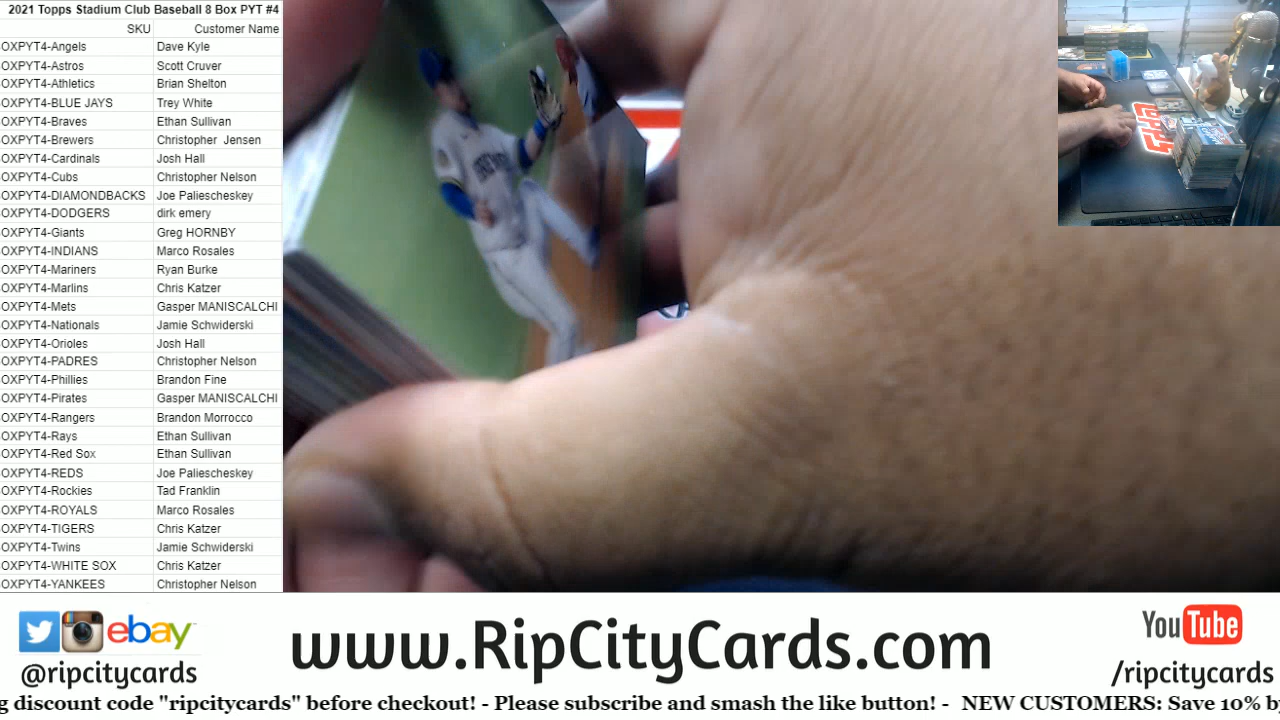 2021 Topps Stadium Club Baseball 8 Box PYT #4
SKU Customer Name
OXPYT4-Angels Dave Kyle
OXPYT4-Astros Scott Cruver
OXPYT4-Athletics Brian Shelton
OXPYT4-BLUE JAYS Trey White
OXPYT4-Braves Ethan Sullivan
OXPYT4-Brewers Christopher Jensen
OXPYT4-Cardinals Josh Hall
OXPYT4-Cubs Christopher Nelson
OXPYT4-DIAMONDBACKS Joe Paliescheskey
OXPYT4-DODGERS dirk emery
OXPYT4-Giants Greg HORNBY
OXPYT4-INDIANS Marco Rosales
OXPYT4-Mariners Ryan Burke
OXPYT4-Marlins Chris Katzer
OXPYT4-Mets Gasper MANISCALCHI
OXPYT4-Nationals Jamie Schwiderski
OXPYT4-Orioles Josh Hall
OXPYT4-PADRES Christopher Nelson
OXPYT4-Phillies Brandon Fine
OXPYT4-Pirates Gasper MANISCALCHI
OXPYT4-Rangers Brandon Morrocco
OXPYT4-Rays Ethan Sullivan
OXPYT4-Red Sox Ethan Sullivan
OXPYT4-REDS Joe Paliescheskey
OXPYT4-Rockies Tad Franklin
OXPYT4-ROYALS Marco Rosales
OXPYT4-TIGERS Chris Katzer
OXPYT4-Twins Jamie Schwiderski
OXPYT4-WHITE SOX Chris Katzer
OXPYT4-YANKEES Christopher Nelson
ebay
@ripcitycards
www.RipCityCards.com
YouTube
/ripcitycards
g discount code "ripcitycards" before checkout! - Please subscribe and smash the like button! - NEW CUSTOMERS: Save 10% b